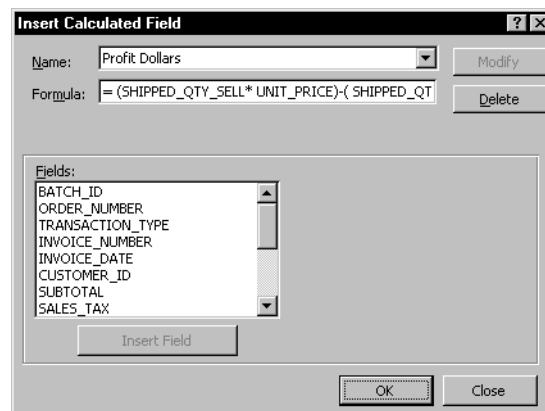 Insert Calculated Field
Name: Profit Dollars Modify
Formula: = (SHIPPED_QTY_SELL* UNIT_PRICE)-( SHIPPED_QT Delete
Fields:
BATCH_ID
ORDER_NUMBER
TRANSACTION_TYPE
INVOICE_NUMBER
INVOICE_DATE
CUSTOMER_ID
SUBTOTAL
SALES_TAX
Insert Field
OK Close